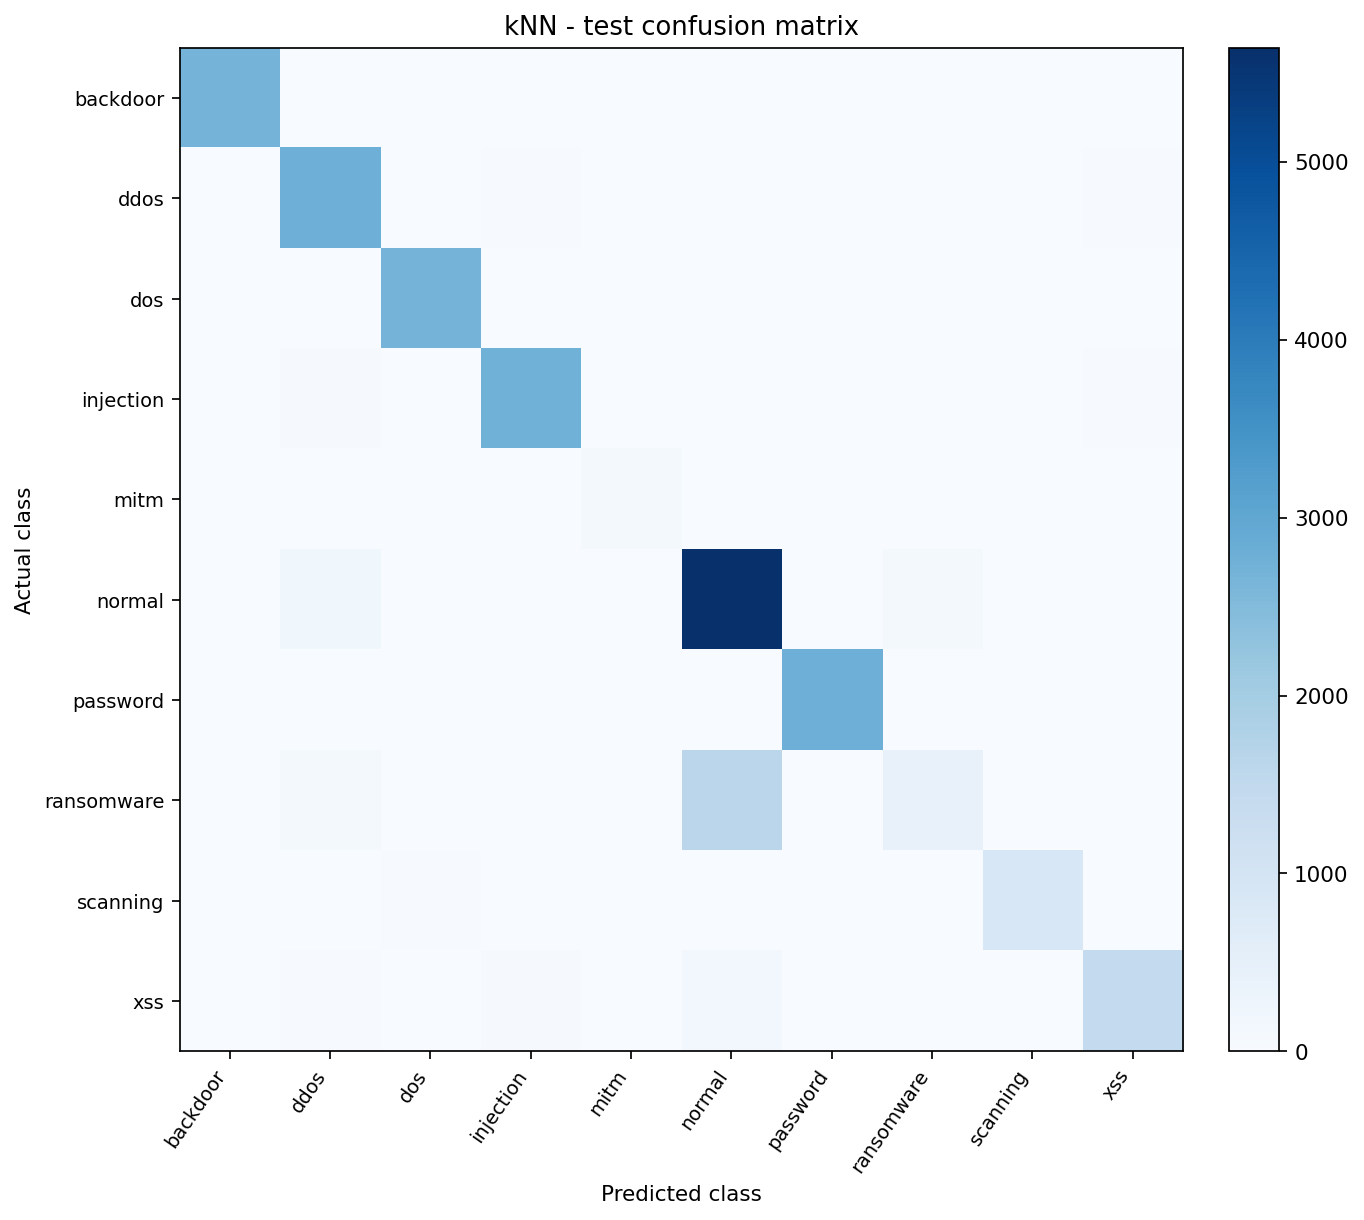 kNN - test confusion matrix
Actual class
backdoor
ddos
dos
injection
mitm
normal
password
ransomware
scanning
xss
backdoor
ddos
dos
injection
mitm
normal
password
ransomware
scanning
xss
Predicted class
5000
4000
3000
2000
1000
0